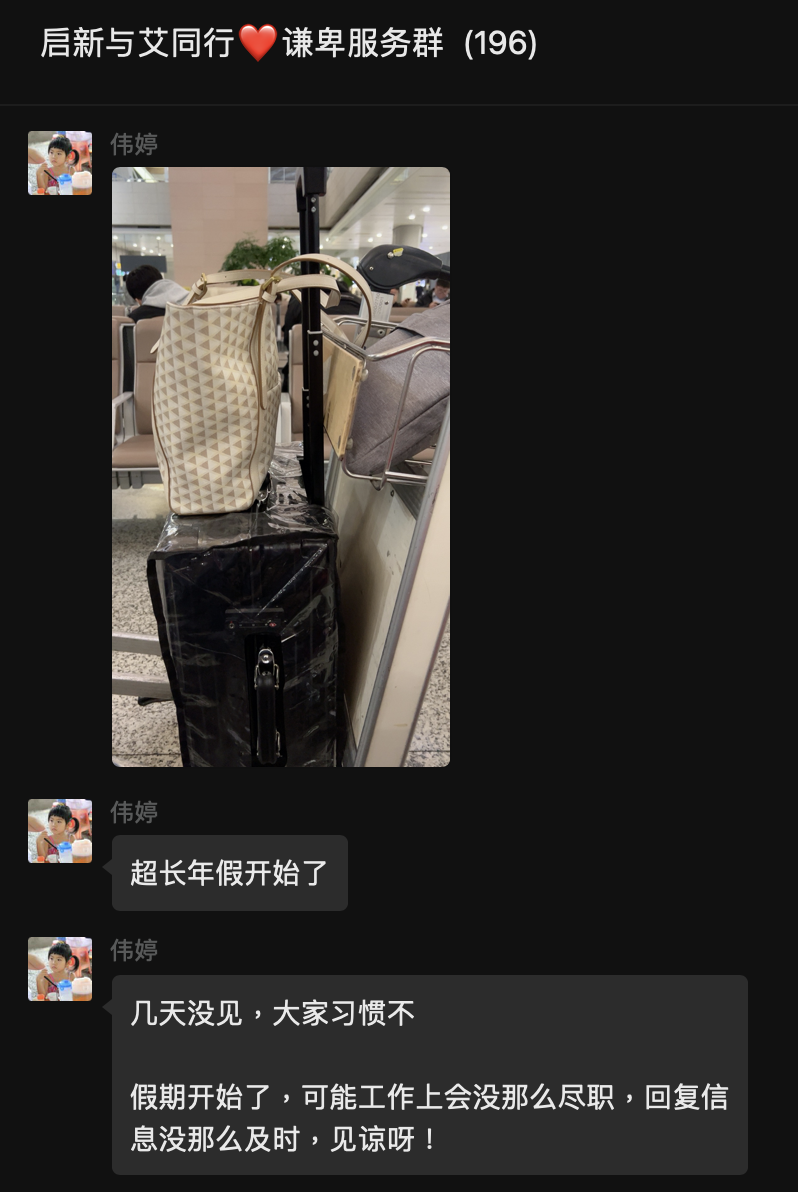 启新与艾同行❤️谦卑服务群 (196)
伟婷
伟婷
超长年假开始了
伟婷
几天没见，大家习惯不
假期开始了，可能工作上会没那么尽职，回复信
息没那么及时，见谅呀！